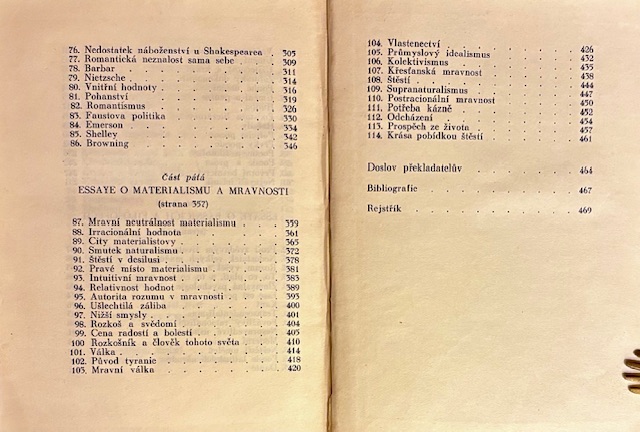 76. Nedostatek náboženství u Shakespearea 305
77. Romantická neznalost sama sebe 309
78. Barbar 311
79. Nietzsche 314
80. Vnitřní hodnoty 316
81. Pohanství 319
82. Romantismus 326
83. Faustova politika 330
84. Emerson 334
85. Shelley 342
86. Browning 346
Část pátá
ESSAYE O MATERIALISMU A MRAVNOSTI
(strana 357)
87. Mravní neutrálnost materialismu 359
88. Irracionální hodnota 361
89. City materialistovy 365
90. Smutek naturalismu 372
91. Štěstí v desilusi 378
92. Pravé místo materialismu 381
93. Intuitivní mravnost 383
94. Relativnost hodnot 389
95. Autorita rozumu v mravnosti 393
96. Ušlechtilá záliba 400
97. Nižší smysly 401
98. Rozkoš a svědomí 404
99. Cena radosti a bolesti 405
100 Rozkošník a člověk tohoto světa 410
101. Válka 414
102. Původ tyranie 418
103. Mravní válka 420
104. Vlastenectví 426
105. Průmyslový idealismus 432
106. Kolektivismus 435
107. Křesťanská mravnost 438
108. Štěstí 444
109. Supranaturalismus 447
110. Postracionální mravnost 450
111. Potřeba kázně 452
112. Odcházení 454
113. Prospěch ze života 457
114. Krása pobídkou štěstí 461
Doslov překladatelův 464
Bibliografie 467
Rejstřík 469